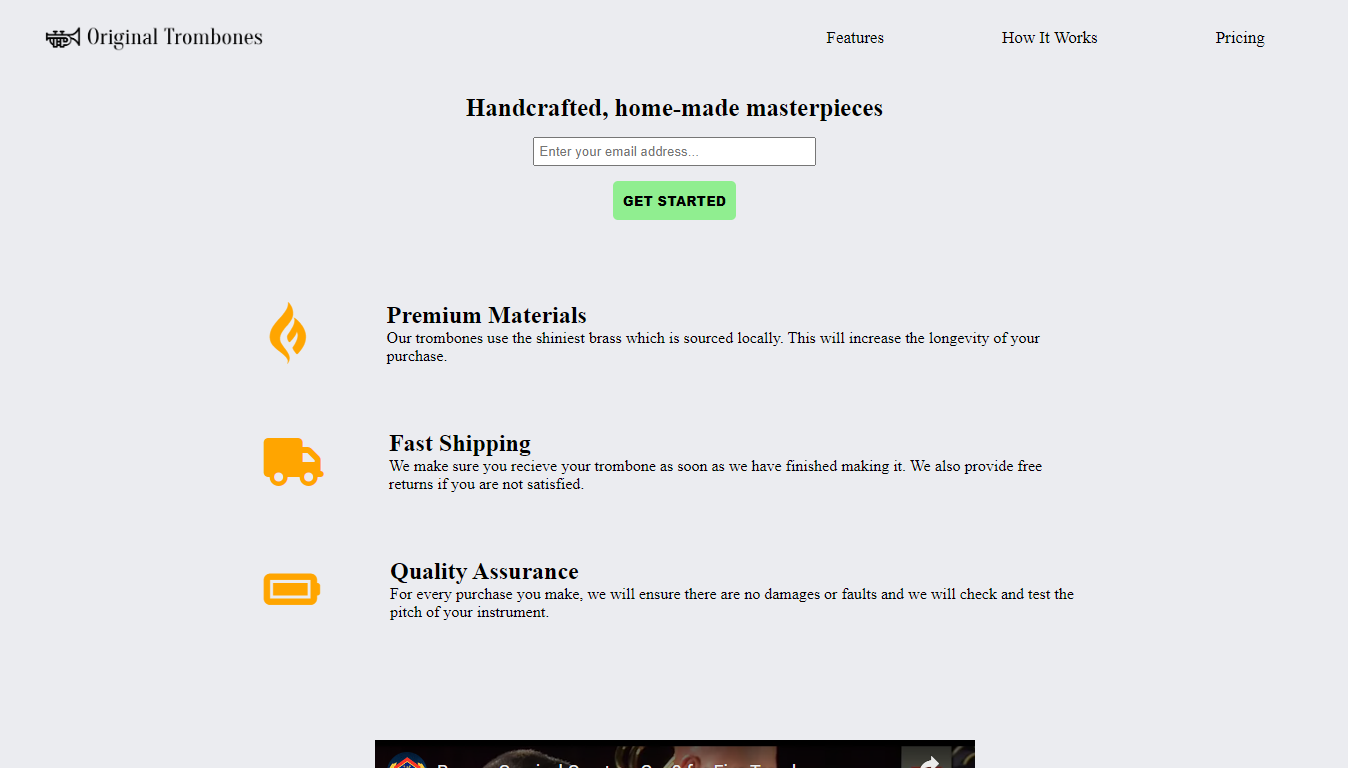 Original Trombones
Features
How It Works
Pricing
Handcrafted, home-made masterpieces
Enter your email address...
GET STARTED
Premium Materials
Our trombones use the shiniest brass which is sourced locally. This will increase the longevity of your
purchase.
Fast Shipping
We make sure you recieve your trombone as soon as we have finished making it. We also provide free
returns if you are not satisfied.
Quality Assurance
For every purchase you make, we will ensure there are no damages or faults and we will check and test the
pitch of your instrument.